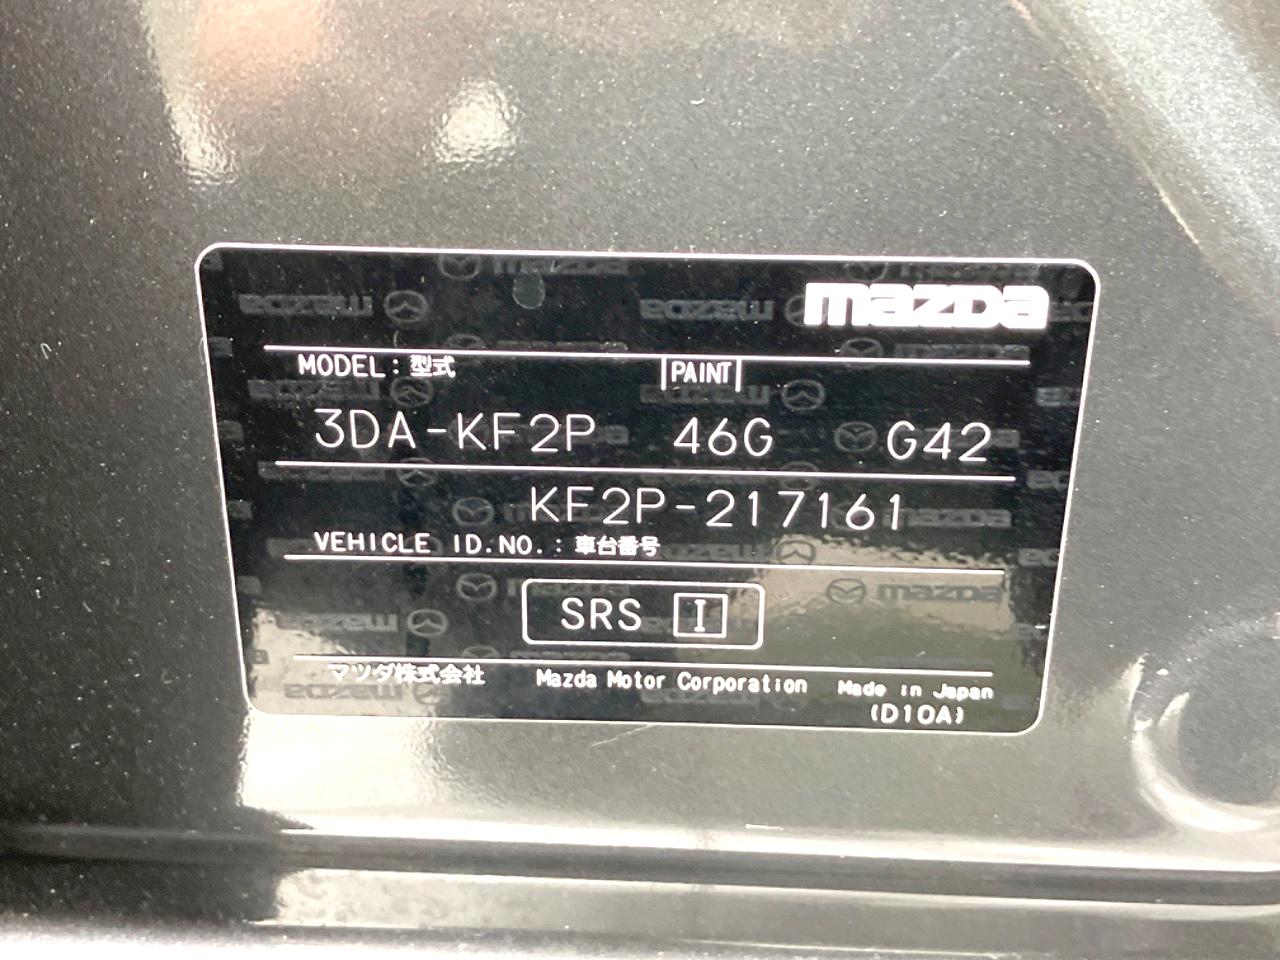 mazda
MODEL : 型式 PAINT
3DA-KF2P 46G G42
KF2P-217161
VEHICLE ID.NO. : 車台番号
SRS I
マツダ株式会社 Mazda Motor Corporation Made in Japan
(D10A)